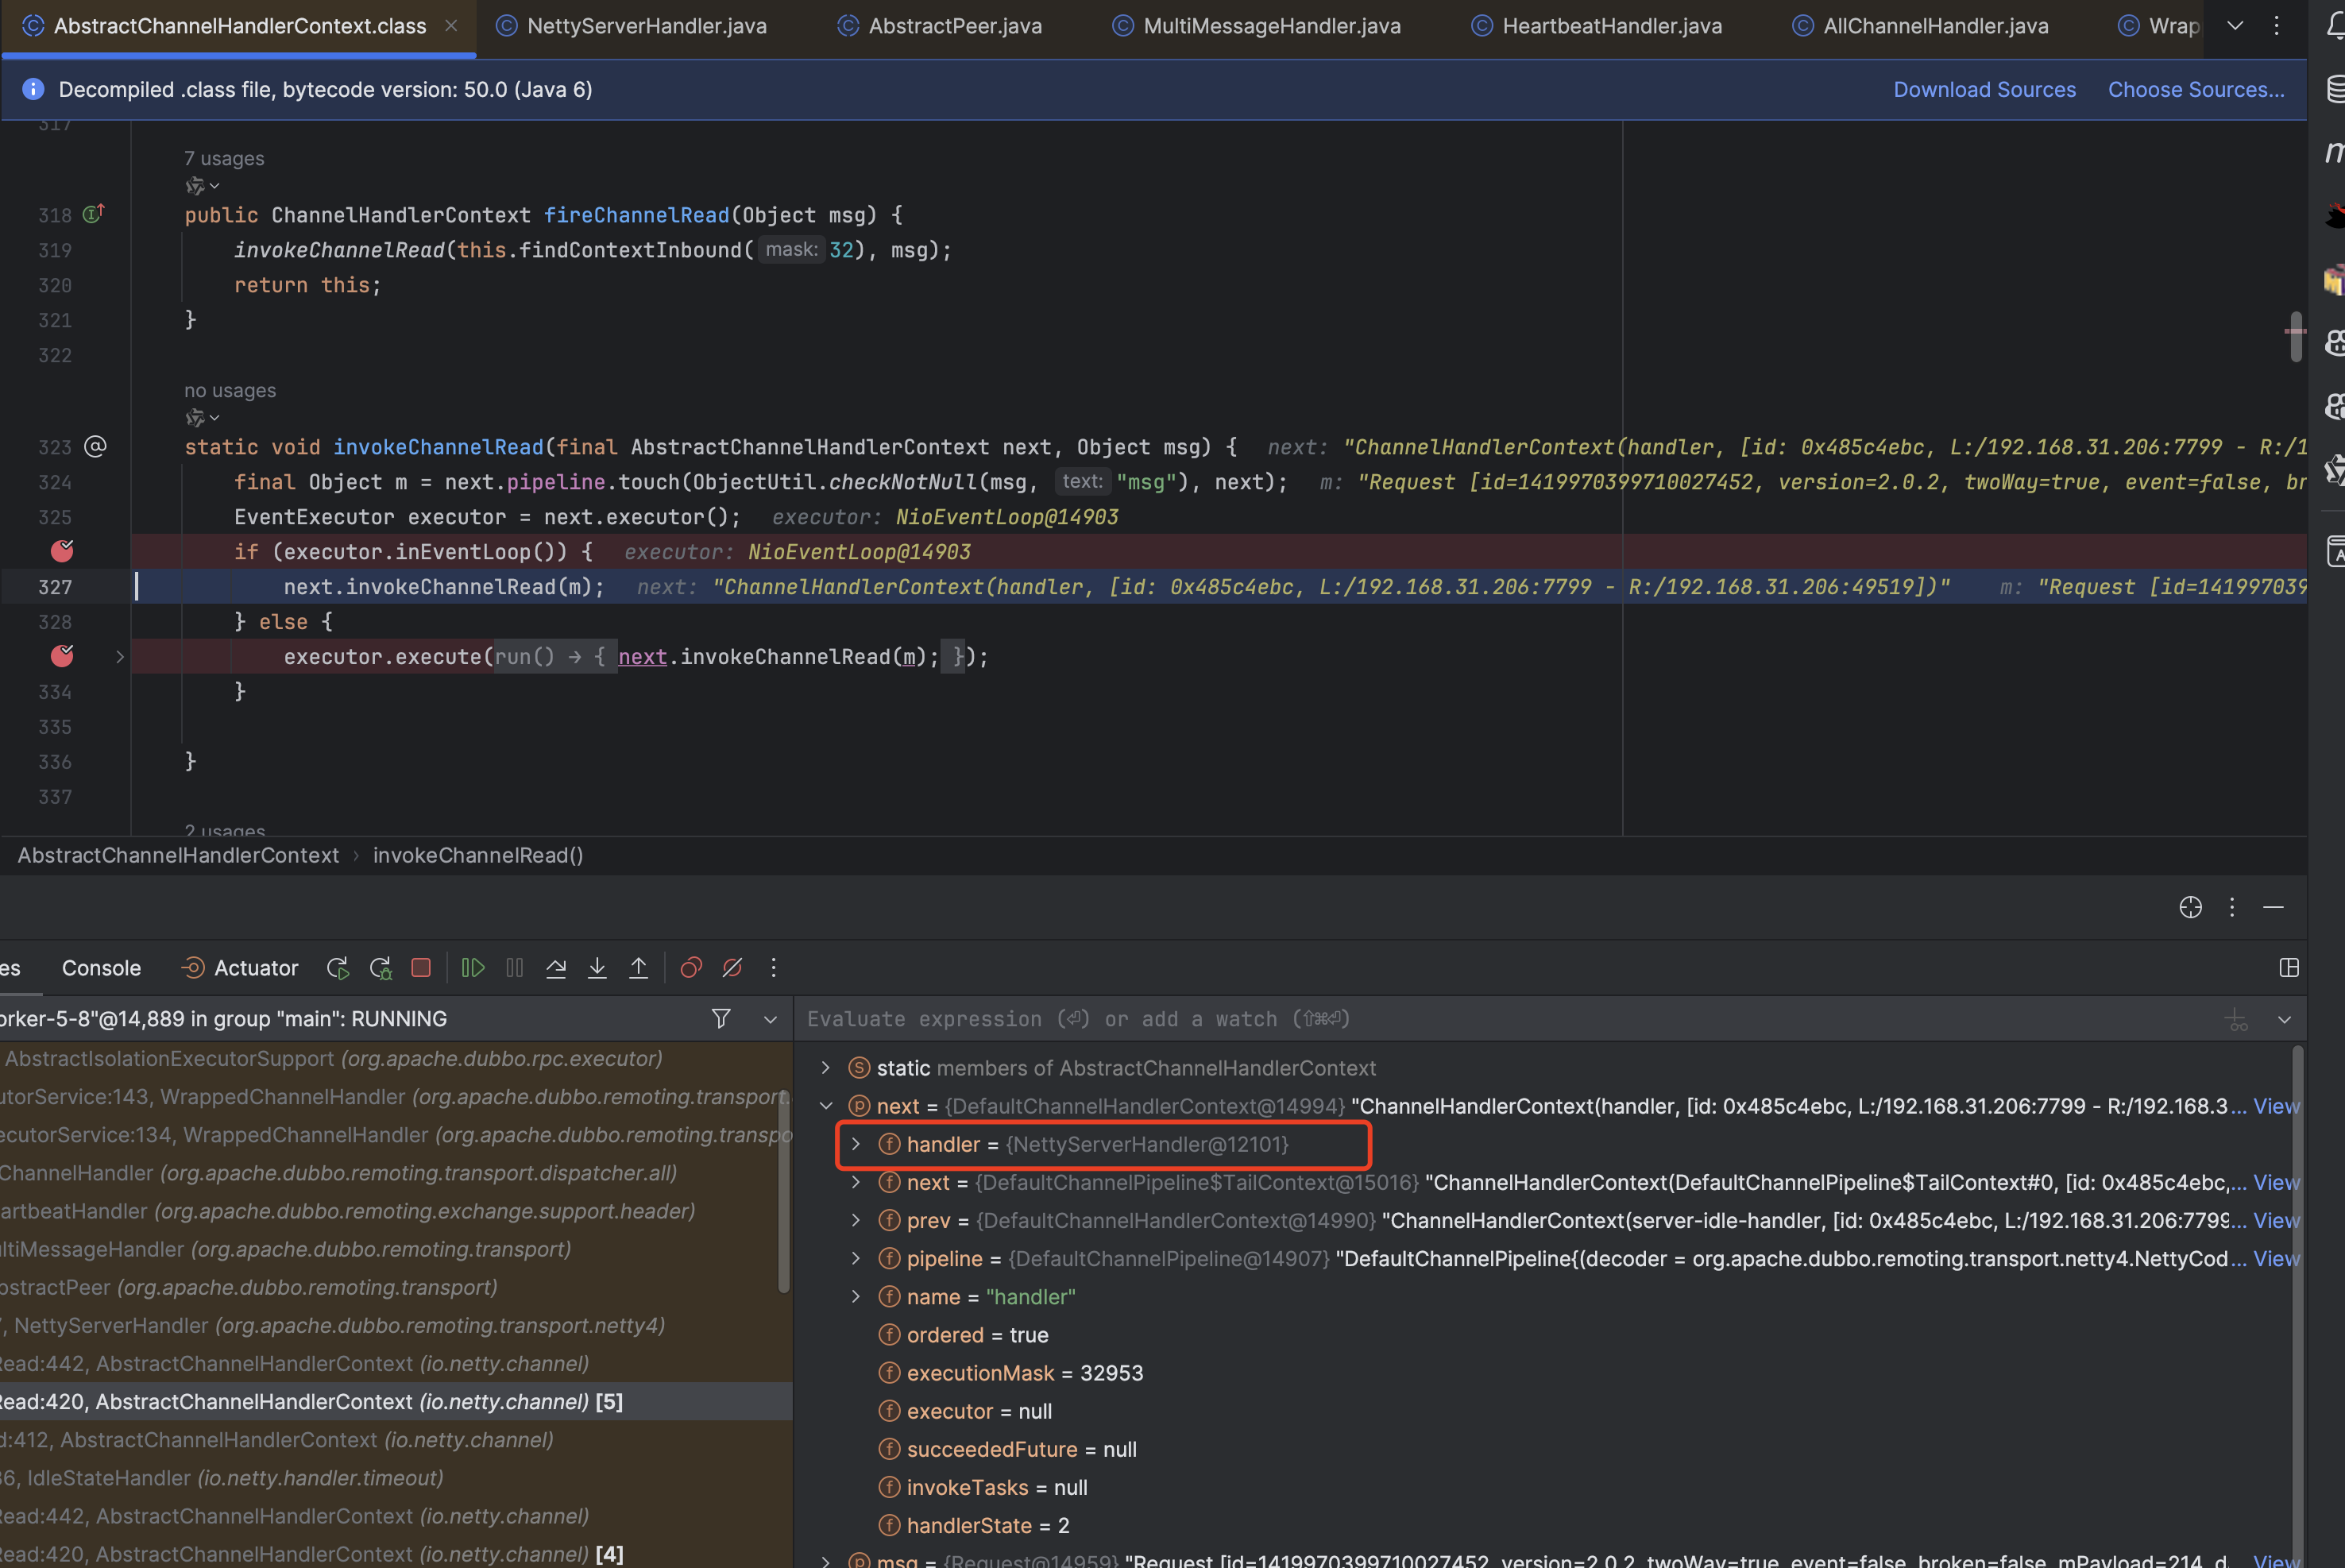 AbstractChannelHandlerContext.class
NettyServerHandler.java
AbstractPeer.java
MultiMessageHandler.java
HeartbeatHandler.java
AllChannelHandler.java
Wrap
Decompiled .class file, bytecode version: 50.0 (Java 6)
Download Sources
Choose Sources...
317
7 usages
318 public ChannelHandlerContext fireChannelRead(Object msg) {
319 invokeChannelRead(this.findContextInbound( mask: 32), msg);
320 return this;
321 }
322
no usages
323 @ static void invokeChannelRead(final AbstractChannelHandlerContext next, Object msg) { next: "ChannelHandlerContext(handler, [id: 0x485c4ebc, L:/192.168.31.206:7799 - R:/1
324 final Object m = next.pipeline.touch(ObjectUtil.checkNotNull(msg, text: "msg"), next); m: "Request [id=1419970399710027452, version=2.0.2, twoWay=true, event=false, br
325 EventExecutor executor = next.executor(); executor: NioEventLoop@14903
if (executor.inEventLoop()) { executor: NioEventLoop@14903
327 next.invokeChannelRead(m); next: "ChannelHandlerContext(handler, [id: 0x485c4ebc, L:/192.168.31.206:7799 - R:/192.168.31.206:49519])" m: "Request [id=141997039
328 } else {
executor.execute(run() → { next.invokeChannelRead(m); });
334 }
335
336 }
337
2 usages
AbstractChannelHandlerContext › invokeChannelRead()
es
Console
Actuator
orker-5-8"@14,889 in group "main": RUNNING
AbstractIsolationExecutorSupport (org.apache.dubbo.rpc.executor)
utorService:143, WrappedChannelHandler (org.apache.dubbo.remoting.transport.
ecutorService:134, WrappedChannelHandler (org.apache.dubbo.remoting.transpo
ChannelHandler (org.apache.dubbo.remoting.transport.dispatcher.all)
artbeatHandler (org.apache.dubbo.remoting.exchange.support.header)
ltiMessageHandler (org.apache.dubbo.remoting.transport)
bstractPeer (org.apache.dubbo.remoting.transport)
, NettyServerHandler (org.apache.dubbo.remoting.transport.netty4)
Read:442, AbstractChannelHandlerContext (io.netty.channel)
Read:420, AbstractChannelHandlerContext (io.netty.channel) [5]
d:412, AbstractChannelHandlerContext (io.netty.channel)
36, IdleStateHandler (io.netty.handler.timeout)
Read:442, AbstractChannelHandlerContext (io.netty.channel)
Read:420, AbstractChannelHandlerContext (io.netty.channel) [4]
Evaluate expression (⏎) or add a watch (⇧⌘⏎)
static members of AbstractChannelHandlerContext
next = {DefaultChannelHandlerContext@14994} "ChannelHandlerContext(handler, [id: 0x485c4ebc, L:/192.168.31.206:7799 - R:/192.168.3... View
handler = {NettyServerHandler@12101}
next = {DefaultChannelPipeline$TailContext@15016} "ChannelHandlerContext(DefaultChannelPipeline$TailContext#0, [id: 0x485c4ebc,... View
prev = {DefaultChannelHandlerContext@14990} "ChannelHandlerContext(server-idle-handler, [id: 0x485c4ebc, L:/192.168.31.206:7799... View
pipeline = {DefaultChannelPipeline@14907} "DefaultChannelPipeline{(decoder = org.apache.dubbo.remoting.transport.netty4.NettyCod... View
name = "handler"
ordered = true
executionMask = 32953
executor = null
succeededFuture = null
invokeTasks = null
handlerState = 2
msg = {Request@14959} "Request [id=1419970399710027452, version=2.0.2, twoWay=true, event=false, broken=false, mPayload=214, d... View